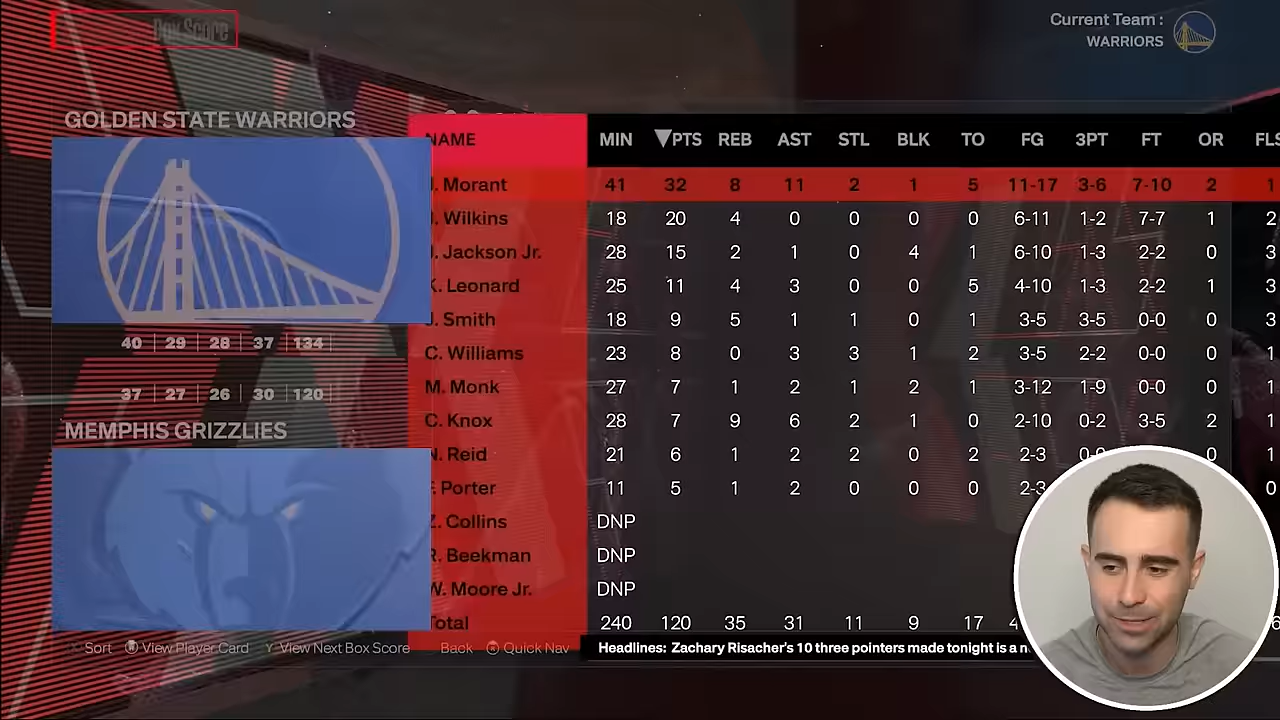 Box Score
Current Team :
WARRIORS
GOLDEN STATE WARRIORS
40 29 28 37 134
37 27 26 30 120
MEMPHIS GRIZZLIES
NAME MIN PTS REB AST STL BLK TO FG 3PT FT OR FLS
J. Morant 41 32 8 11 2 1 5 11-17 3-6 7-10 2 1
J. Wilkins 18 20 4 0 0 0 0 6-11 1-2 7-7 1 2
J. Jackson Jr. 28 15 2 1 0 4 1 6-10 1-3 2-2 0 3
K. Leonard 25 11 4 3 0 0 5 4-10 1-3 2-2 1 3
J. Smith 18 9 5 1 1 0 1 3-5 3-5 0-0 0 3
C. Williams 23 8 0 3 3 1 2 3-5 2-2 0-0 0 1
M. Monk 27 7 1 2 1 2 1 3-12 1-9 0-0 0 1
C. Knox 28 7 9 6 2 1 0 2-10 0-2 3-5 2 1
N. Reid 21 6 1 2 2 0 2 2-3 0 1
Porter 11 5 1 2 0 0 0 2-3 0
Z. Collins DNP
R. Beekman DNP
W. Moore Jr. DNP
Total 240 120 35 31 11 9 17 4
Sort View Player Card Y View Next Box Score Back R Quick Nav
Headlines: Zachary Risacher's 10 three pointers made tonight is a n